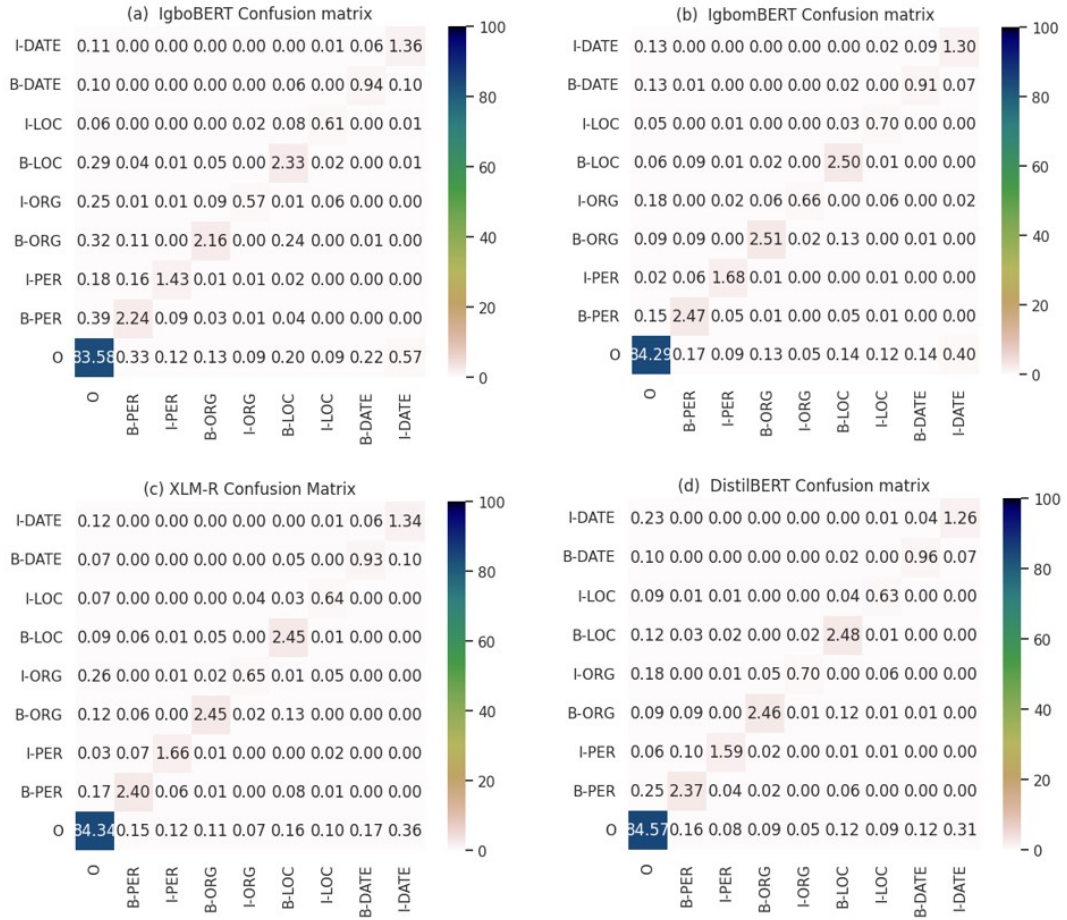 (a) IgboBERT Confusion matrix
I-DATE 0.11 0.00 0.00 0.00 0.00 0.00 0.01 0.06 1.36
B-DATE 0.10 0.00 0.00 0.00 0.00 0.06 0.00 0.94 0.10
I-LOC 0.06 0.00 0.00 0.00 0.02 0.08 0.61 0.00 0.01
B-LOC 0.29 0.04 0.01 0.05 0.00 2.33 0.02 0.00 0.01
I-ORG 0.25 0.01 0.01 0.09 0.57 0.01 0.06 0.00 0.00
B-ORG 0.32 0.11 0.00 2.16 0.00 0.24 0.00 0.01 0.00
I-PER 0.18 0.16 1.43 0.01 0.01 0.02 0.00 0.00 0.00
B-PER 0.39 2.24 0.09 0.03 0.01 0.04 0.00 0.00 0.00
O 83.58 0.33 0.12 0.13 0.09 0.20 0.09 0.22 0.57
O B-PER I-PER B-ORG I-ORG B-LOC I-LOC B-DATE I-DATE
100
80
60
40
20
0
(b) IgbomBERT Confusion matrix
I-DATE 0.13 0.00 0.00 0.00 0.00 0.00 0.02 0.09 1.30
B-DATE 0.13 0.01 0.00 0.00 0.00 0.02 0.00 0.91 0.07
I-LOC 0.05 0.00 0.01 0.00 0.00 0.03 0.70 0.00 0.00
B-LOC 0.06 0.09 0.01 0.02 0.00 2.50 0.01 0.00 0.00
I-ORG 0.18 0.00 0.02 0.06 0.66 0.00 0.06 0.00 0.02
B-ORG 0.09 0.09 0.00 2.51 0.02 0.13 0.00 0.01 0.00
I-PER 0.02 0.06 1.68 0.01 0.00 0.00 0.01 0.00 0.00
B-PER 0.15 2.47 0.05 0.01 0.00 0.05 0.01 0.00 0.00
O 84.29 0.17 0.09 0.13 0.05 0.14 0.12 0.14 0.40
O B-PER I-PER B-ORG I-ORG B-LOC I-LOC B-DATE I-DATE
100
80
60
40
20
0
(c) XLM-R Confusion Matrix
I-DATE 0.12 0.00 0.00 0.00 0.00 0.00 0.01 0.06 1.34
B-DATE 0.07 0.00 0.00 0.00 0.00 0.05 0.00 0.93 0.10
I-LOC 0.07 0.00 0.00 0.00 0.04 0.03 0.64 0.00 0.00
B-LOC 0.09 0.06 0.01 0.05 0.00 2.45 0.01 0.00 0.00
I-ORG 0.26 0.00 0.01 0.02 0.65 0.01 0.05 0.00 0.00
B-ORG 0.12 0.06 0.00 2.45 0.02 0.13 0.00 0.00 0.00
I-PER 0.03 0.07 1.66 0.01 0.00 0.00 0.02 0.00 0.00
B-PER 0.17 2.40 0.06 0.01 0.00 0.08 0.01 0.00 0.00
O 84.34 0.15 0.12 0.11 0.07 0.16 0.10 0.17 0.36
O B-PER I-PER B-ORG I-ORG B-LOC I-LOC B-DATE I-DATE
100
80
60
40
20
0
(d) DistilBERT Confusion matrix
I-DATE 0.23 0.00 0.00 0.00 0.00 0.00 0.01 0.04 1.26
B-DATE 0.10 0.00 0.00 0.00 0.00 0.02 0.00 0.96 0.07
I-LOC 0.09 0.01 0.01 0.00 0.00 0.04 0.63 0.00 0.00
B-LOC 0.12 0.03 0.02 0.00 0.02 2.48 0.01 0.00 0.00
I-ORG 0.18 0.00 0.01 0.05 0.70 0.00 0.06 0.00 0.00
B-ORG 0.09 0.09 0.00 2.46 0.01 0.12 0.01 0.01 0.00
I-PER 0.06 0.10 1.59 0.02 0.00 0.01 0.01 0.00 0.00
B-PER 0.25 2.37 0.04 0.02 0.00 0.06 0.00 0.00 0.00
O 84.57 0.16 0.08 0.09 0.05 0.12 0.09 0.12 0.31
O B-PER I-PER B-ORG I-ORG B-LOC I-LOC B-DATE I-DATE
100
80
60
40
20
0